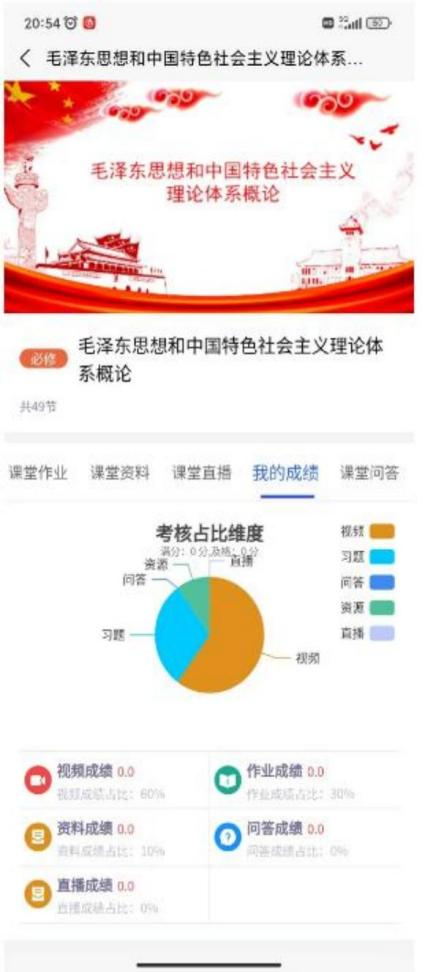 20:54
5G
50
毛泽东思想和中国特色社会主义理论体系...
毛泽东思想和中国特色社会主义
理论体系概论
必修
毛泽东思想和中国特色社会主义理论体
系概论
共49节
课堂作业 课堂资料 课堂直播 我的成绩 课堂问答
考核占比维度
满分：0分,及格：0分
视频
习题
问答
资源
直播
直播
资源
问答
习题
视频
视频成绩 0.0
视频成绩占比：60%
作业成绩 0.0
作业成绩占比：30%
资料成绩 0.0
资料成绩占比：10%
问答成绩 0.0
问答成绩占比：0%
直播成绩 0.0
直播成绩占比：0%